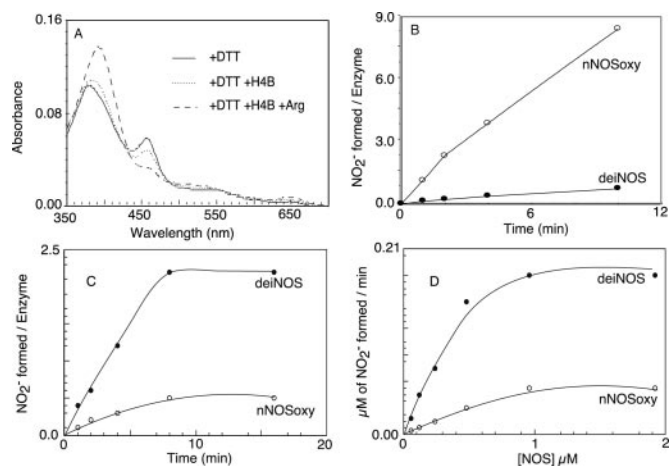 A
0.16
0.08
0.00
Absorbance
350
450
550
650
Wavelength (nm)
+DTT
+DTT +H4B
+DTT +H4B +Arg
B
9.0
6.0
3.0
0.0
NO₂⁻ formed / Enzyme
0
6
12
Time (min)
nNOSoxy
deiNOS
C
2.5
0.0
NO₂⁻ formed / Enzyme
0
10
20
Time (min)
deiNOS
nNOSoxy
D
0.21
0.00
µM of NO₂⁻ formed / min
0
1
2
[NOS] µM
deiNOS
nNOSoxy